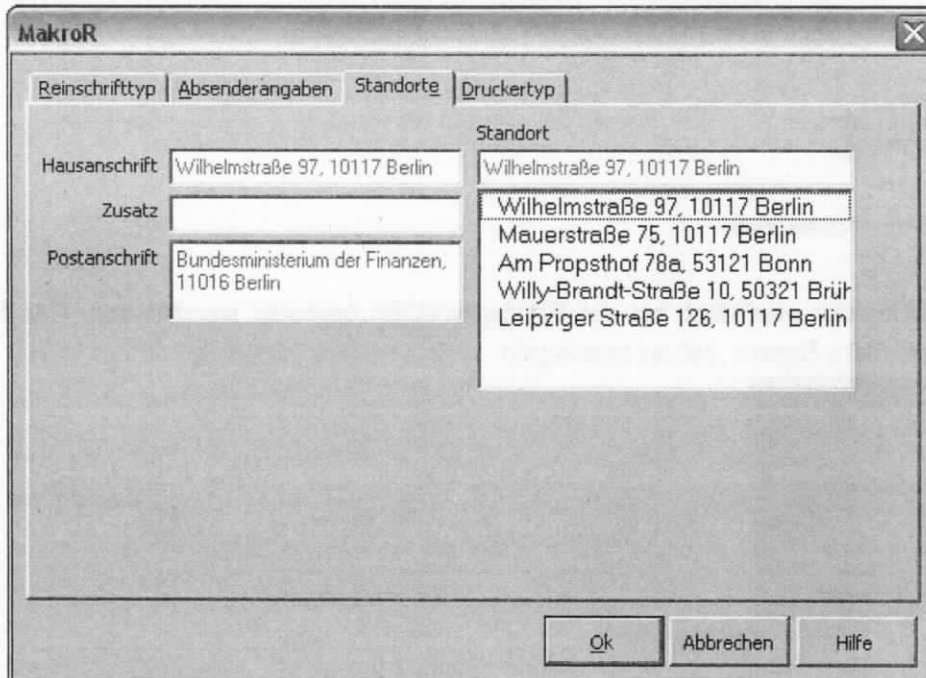 MakroR
Reinschrifttyp Absenderangaben Standorte Druckertyp
Standort
Hausanschrift Wilhelmstraße 97, 10117 Berlin Wilhelmstraße 97, 10117 Berlin
Zusatz
Postanschrift Bundesministerium der Finanzen,
11016 Berlin
Wilhelmstraße 97, 10117 Berlin
Mauerstraße 75, 10117 Berlin
Am Propsthof 78a, 53121 Bonn
Willy-Brandt-Straße 10, 50321 Brüh
Leipziger Straße 126, 10117 Berlin
Ok Abbrechen Hilfe